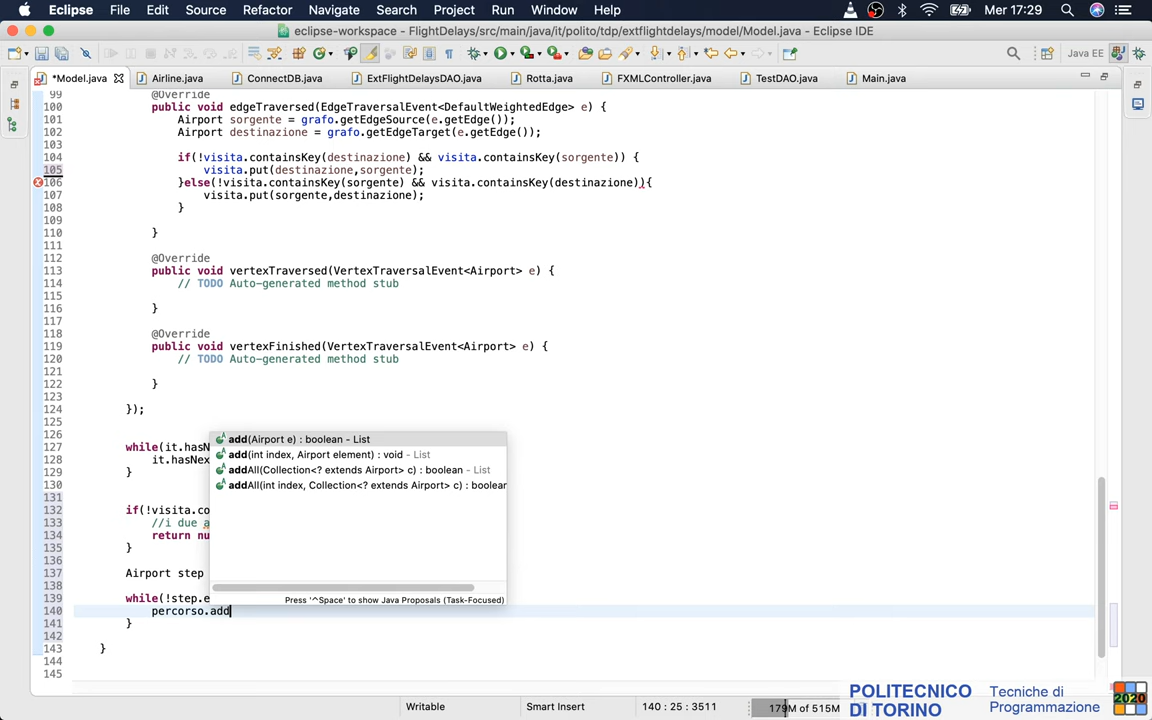 Eclipse File Edit Source Refactor Navigate Search Project Run Window Help Mer 17:29
eclipse-workspace - FlightDelays/src/main/java/it/polito/tdp/extflightdelays/model/Model.java - Eclipse IDE
Java EE
*Model.java Airline.java ConnectDB.java ExtFlightDelaysDAO.java Rotta.java FXMLController.java TestDAO.java Main.java
99 @Override
100 public void edgeTraversed(EdgeTraversalEvent<DefaultWeightedEdge> e) {
101 Airport sorgente = grafo.getEdgeSource(e.getEdge());
102 Airport destinazione = grafo.getEdgeTarget(e.getEdge());
103
104 if(!visita.containsKey(destinazione) && visita.containsKey(sorgente)) {
105 visita.put(destinazione,sorgente);
106 }else(!visita.containsKey(sorgente) && visita.containsKey(destinazione)){
107 visita.put(sorgente,destinazione);
108 }
109
110 }
111
112 @Override
113 public void vertexTraversed(VertexTraversalEvent<Airport> e) {
114 // TODO Auto-generated method stub
115
116 }
117
118 @Override
119 public void vertexFinished(VertexTraversalEvent<Airport> e) {
120 // TODO Auto-generated method stub
121
122 }
123
124 });
125
126
127 while(it.hasN
128 it.hasNex
129 }
130
131
132 if(!visita.co
133 //i due a
134 return nu
135 }
136
137 Airport step
138
139 while(!step.e
140 percorso.add
141 }
142
143 }
144
145
add(Airport e) : boolean - List
add(int index, Airport element) : void - List
addAll(Collection<? extends Airport> c) : boolean - List
addAll(int index, Collection<? extends Airport> c) : boolear
Press '^Space' to show Java Proposals (Task-Focused)
Writable Smart Insert 140 : 25 : 3511 179M of 515M
POLITECNICO
DI TORINO
Tecniche di
Programmazione
2020